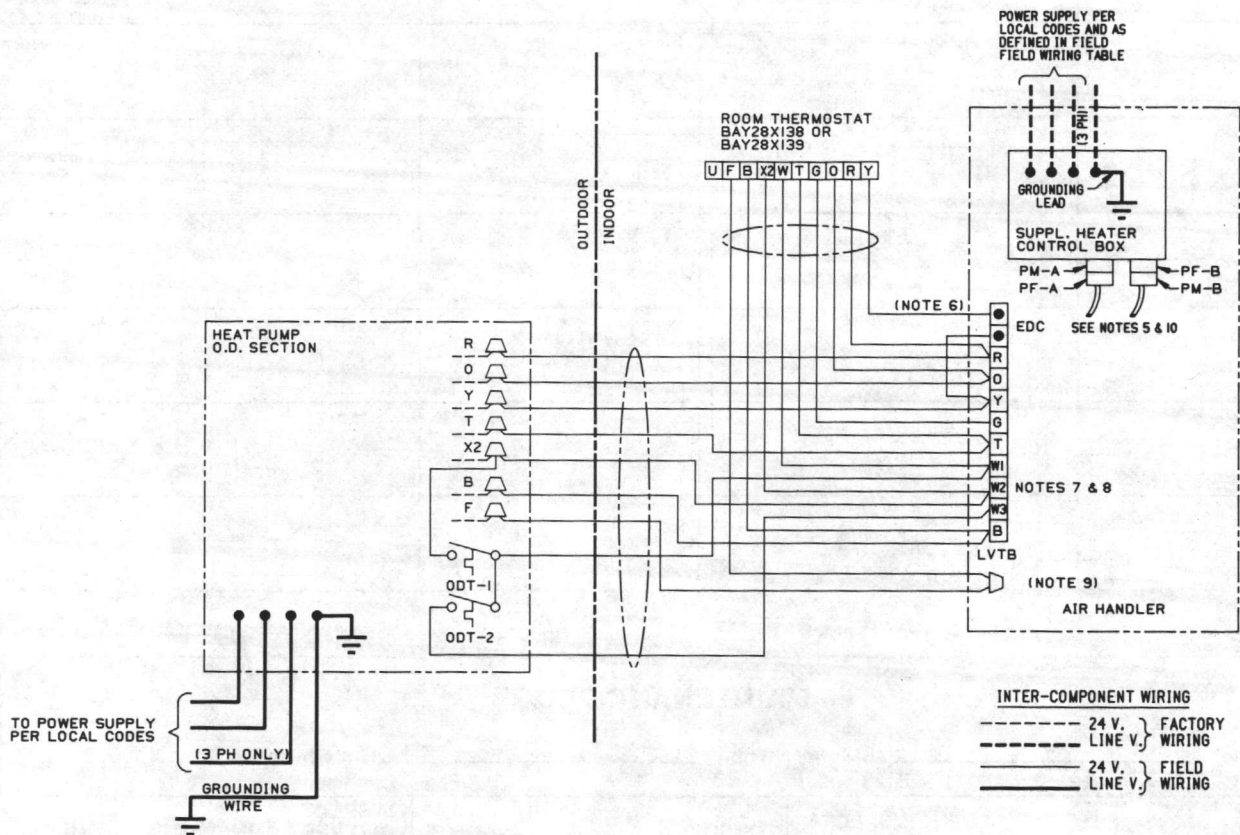 POWER SUPPLY PER
LOCAL CODES AND AS
DEFINED IN FIELD
FIELD WIRING TABLE
(3 PH)
GROUNDING
LEAD
SUPPL. HEATER
CONTROL BOX
PM-A
PF-A
PF-B
PM-B
SEE NOTES 5 & 10
ROOM THERMOSTAT
BAY28X138 OR
BAY28X139
U F B X2 W T G O R Y
OUTDOOR
INDOOR
(NOTE 6)
EDC
R
O
Y
G
T
W1
W2
W3
B
NOTES 7 & 8
LVTB
(NOTE 9)
AIR HANDLER
HEAT PUMP
O.D. SECTION
R
O
Y
T
X2
B
F
ODT-1
ODT-2
TO POWER SUPPLY
PER LOCAL CODES
(3 PH ONLY)
GROUNDING
WIRE
INTER-COMPONENT WIRING
24 V.
LINE V.
FACTORY
WIRING
24 V.
LINE V.
FIELD
WIRING